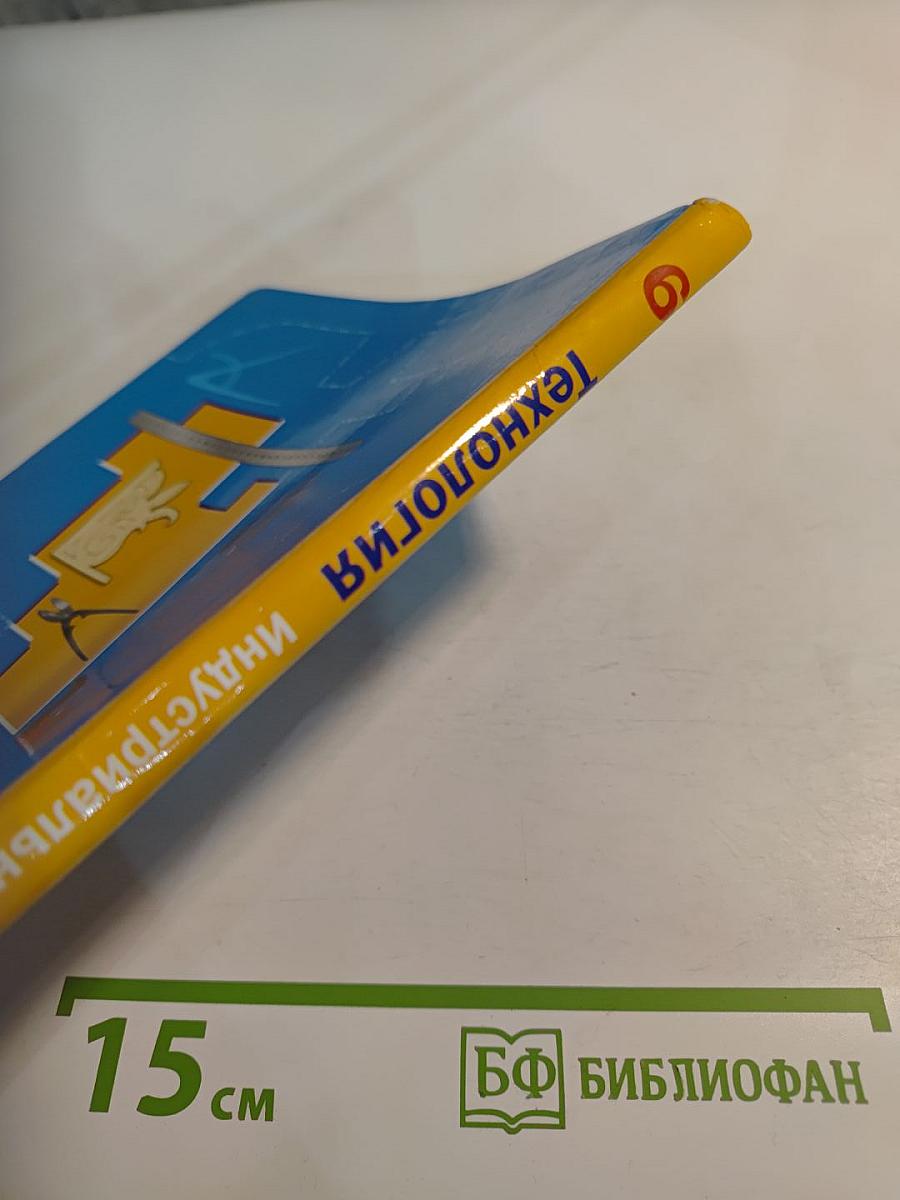 6
Технология
Индустриальн
15 см
БФ БИБЛИОФАН